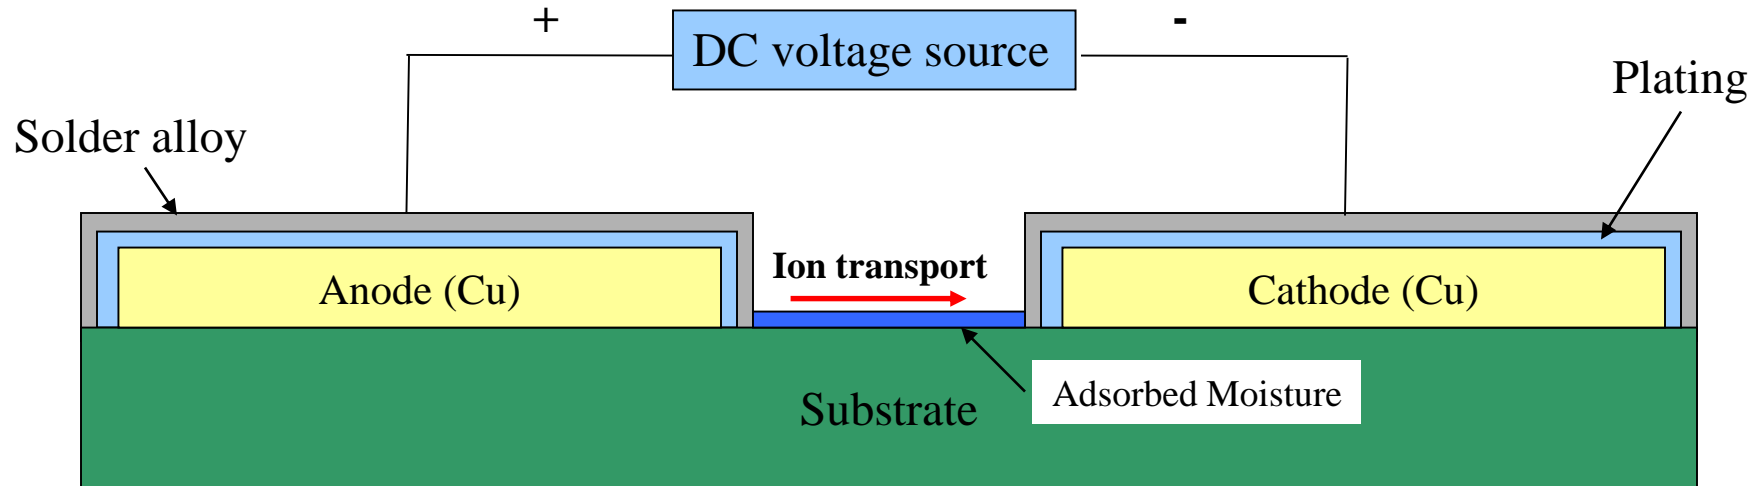 +
-
DC voltage source
Plating
Solder alloy
Ion transport
Anode (Cu)
Cathode (Cu)
Adsorbed Moisture
Substrate